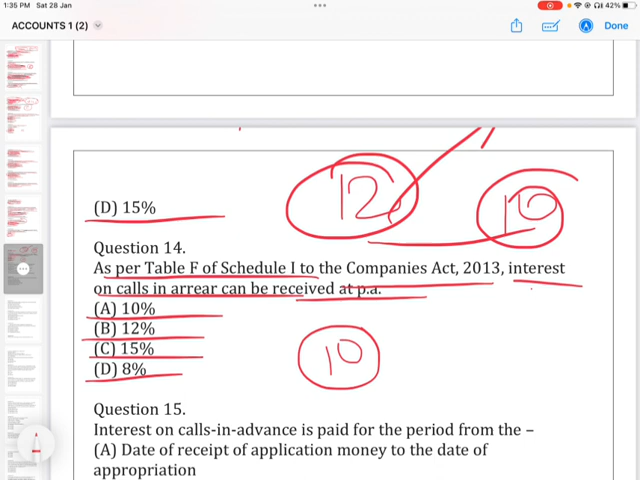 1:35 PM Sat 28 Jan
42%
ACCOUNTS 1 (2)
Done
12
10
(D) 15%
Question 14.
As per Table F of Schedule I to the Companies Act, 2013, interest
on calls in arrear can be received at p.a.
(A) 10%
(B) 12%
(C) 15%
(D) 8%
10
Question 15.
Interest on calls-in-advance is paid for the period from the –
(A) Date of receipt of application money to the date of
appropriation